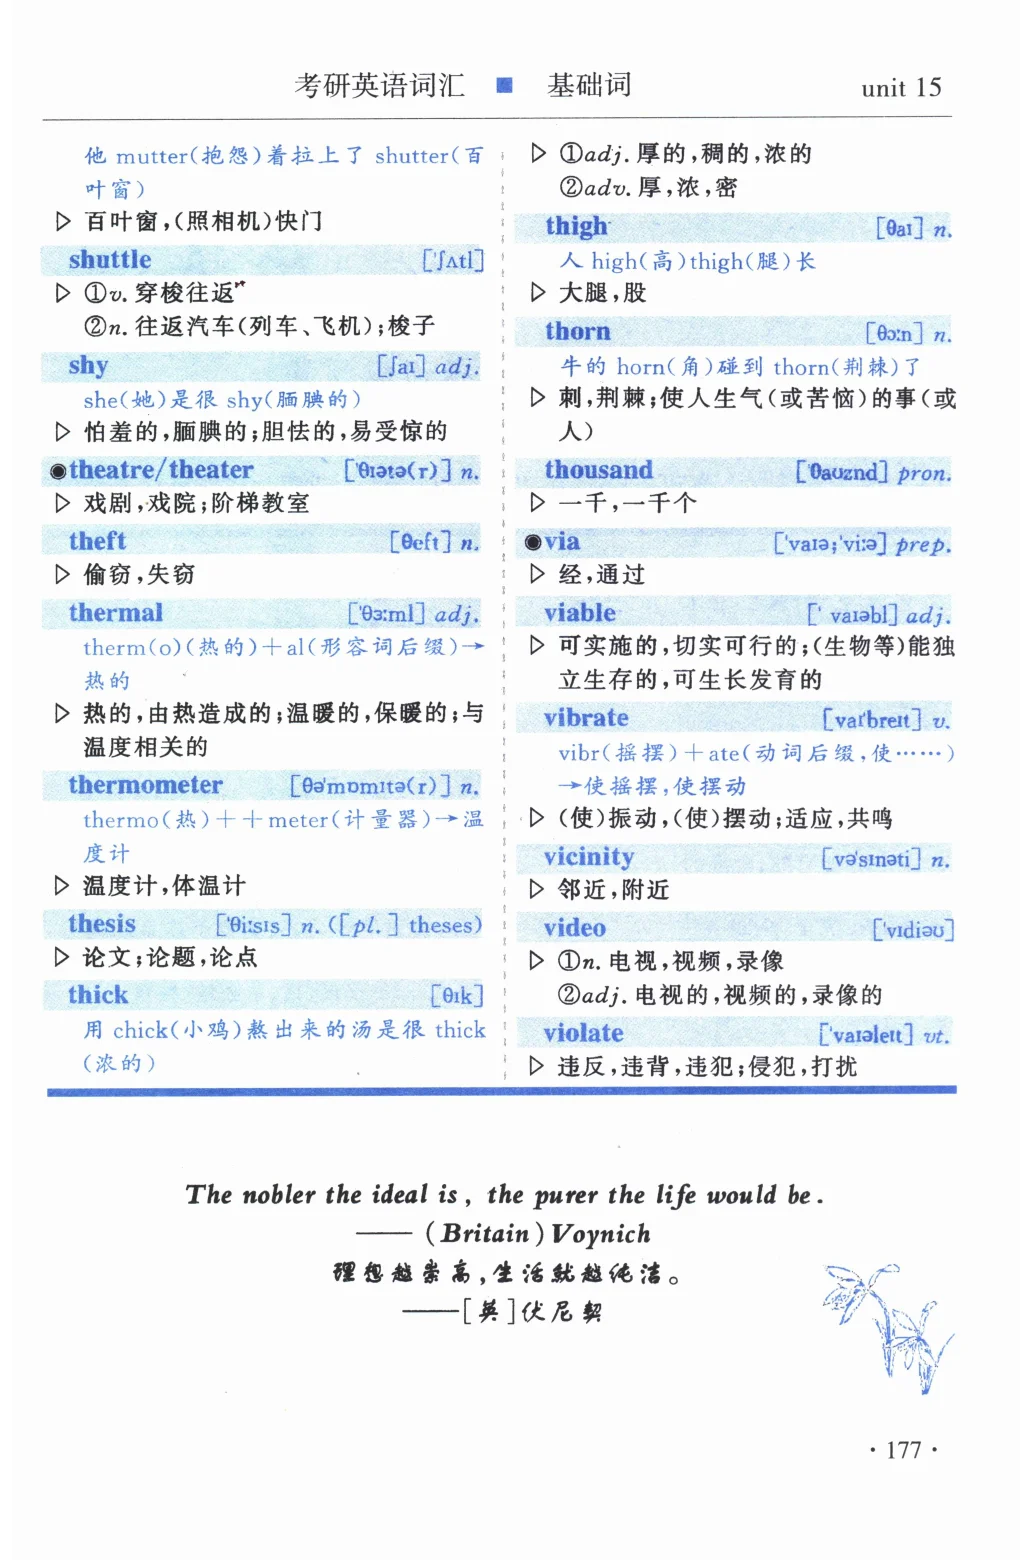 考研英语词汇 ■ 基础词 unit 15
他 mutter(抱怨)着拉上了 shutter(百
叶窗)
▷ 百叶窗,(照相机)快门
shuttle ['ʃʌtl]
▷ ①v. 穿梭往返
②n. 往返汽车(列车、飞机);梭子
shy [ʃaɪ] adj.
she(她)是很 shy(腼腆的)
▷ 怕羞的,腼腆的;胆怯的,易受惊的
◉theatre/theater ['θɪətə(r)] n.
▷ 戏剧,戏院;阶梯教室
theft [θeft] n.
▷ 偷窃,失窃
thermal ['θɜːml] adj.
therm(o)(热的)+al(形容词后缀)→
热的
▷ 热的,由热造成的;温暖的,保暖的;与
温度相关的
thermometer [θə'mɒmɪtə(r)] n.
thermo(热)++meter(计量器)→温
度计
▷ 温度计,体温计
thesis ['θiːsɪs] n. ([pl.] theses)
▷ 论文;论题,论点
thick [θɪk]
用 chick(小鸡)熬出来的汤是很 thick
(浓的)
▷ ①adj. 厚的,稠的,浓的
②adv. 厚,浓,密
thigh [θaɪ] n.
人 high(高)thigh(腿)长
▷ 大腿,股
thorn [θɔːn] n.
牛的 horn(角)碰到 thorn(荆棘)了
▷ 刺,荆棘;使人生气(或苦恼)的事(或
人)
thousand ['θaʊznd] pron.
▷ 一千,一千个
◉via ['vaɪə;'viːə] prep.
▷ 经,通过
viable [' vaɪəbl] adj.
▷ 可实施的,切实可行的;(生物等)能独
立生存的,可生长发育的
vibrate [vaɪ'breɪt] v.
vibr(摇摆)+ate(动词后缀,使……)
→使摇摆,使摆动
▷ (使)振动,(使)摆动;适应,共鸣
vicinity [və'sɪnəti] n.
▷ 邻近,附近
video ['vɪdiəʊ]
▷ ①n. 电视,视频,录像
②adj. 电视的,视频的,录像的
violate ['vaɪəleɪt] vt.
▷ 违反,违背,违犯;侵犯,打扰
The nobler the ideal is, the purer the life would be.
—— (Britain) Voynich
理想越崇高,生活就越纯洁。
——[英]伏尼契
· 177 ·